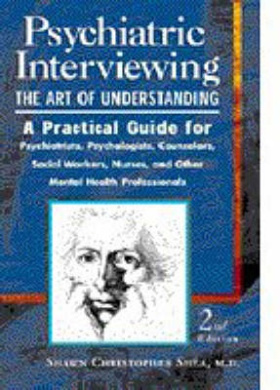 Psychiatric
Interviewing
THE ART OF UNDERSTANDING
A Practical Guide for
Psychiatrists, Psychologists, Counselors,
Social Workers, Nurses, and Other
Mental Health Professionals
2nd
Edition
SHAWN CHRISTOPHER SHEA, M.D.